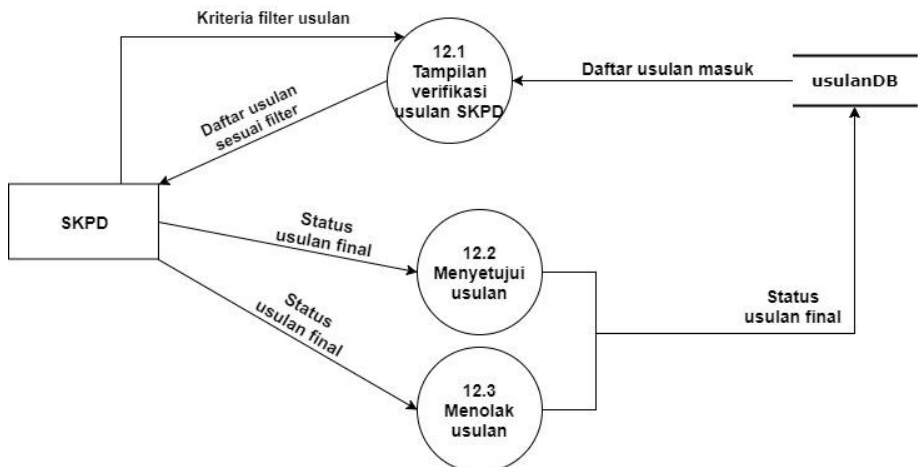 Kriteria filter usulan
12.1
Tampilan
verifikasi
usulan SKPD
Daftar usulan masuk
usulanDB
Daftar usulan
sesuai filter
SKPD
Status
usulan final
12.2
Menyetujui
usulan
Status
usulan final
Status
usulan final
12.3
Menolak
usulan